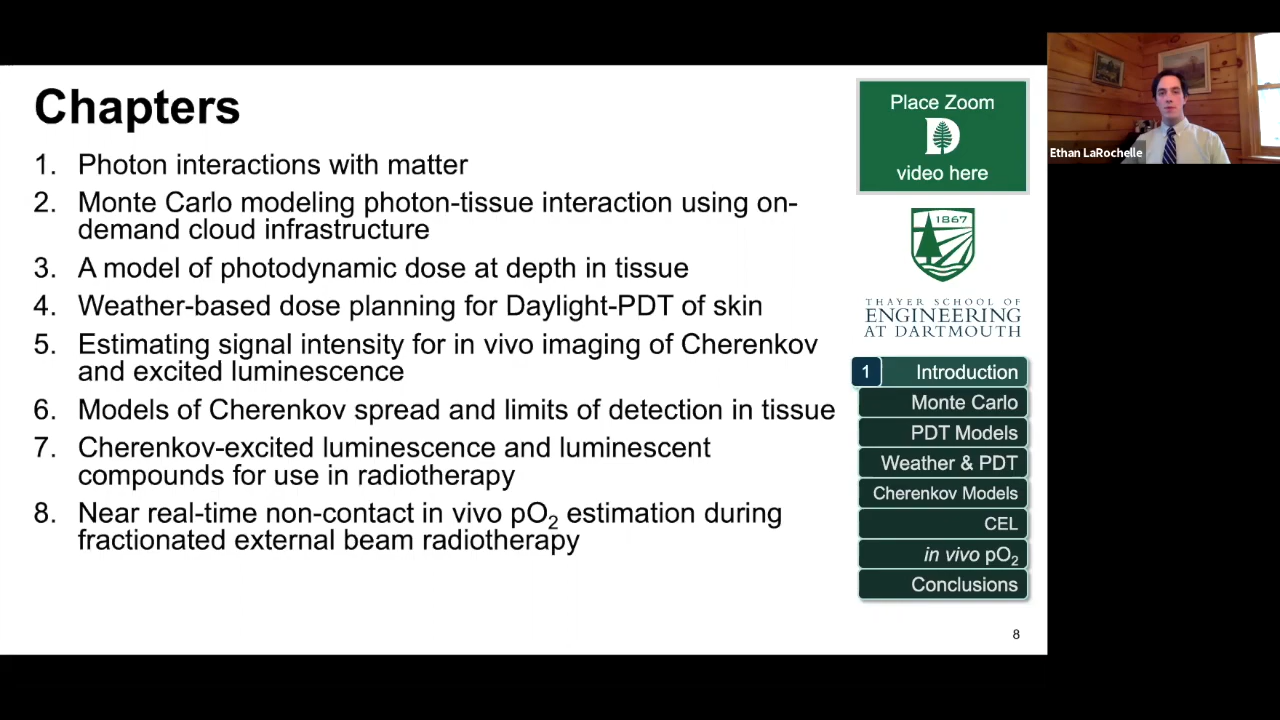 Chapters
1. Photon interactions with matter
2. Monte Carlo modeling photon-tissue interaction using on-
demand cloud infrastructure
3. A model of photodynamic dose at depth in tissue
4. Weather-based dose planning for Daylight-PDT of skin
5. Estimating signal intensity for in vivo imaging of Cherenkov
and excited luminescence
6. Models of Cherenkov spread and limits of detection in tissue
7. Cherenkov-excited luminescence and luminescent
compounds for use in radiotherapy
8. Near real-time non-contact in vivo pO₂ estimation during
fractionated external beam radiotherapy
Place Zoom
D
video here
1867
THAYER SCHOOL OF
ENGINEERING
AT DARTMOUTH
1 Introduction
Monte Carlo
PDT Models
Weather & PDT
Cherenkov Models
CEL
in vivo pO₂
Conclusions
8
Ethan LaRochelle